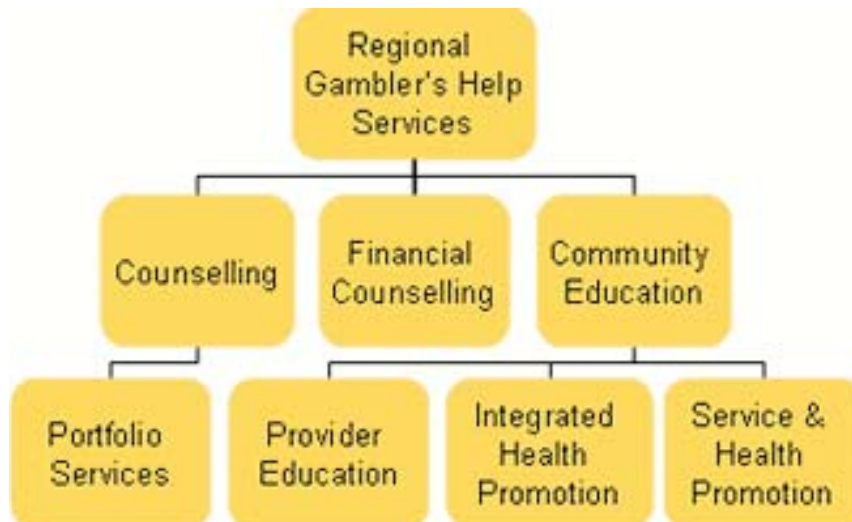 Regional
Gambler's Help
Services
Counselling
Financial
Counselling
Community
Education
Portfolio
Services
Provider
Education
Integrated
Health
Promotion
Service &
Health
Promotion